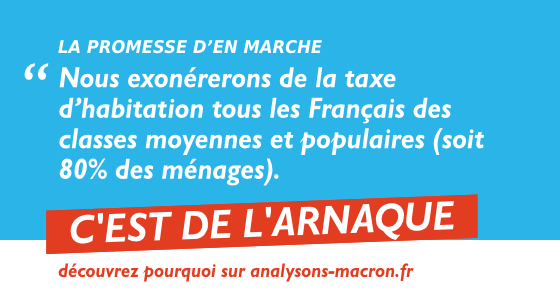 LA PROMESSE D’EN MARCHE
“ Nous exonérerons de la taxe
d’habitation tous les Français des
classes moyennes et populaires (soit
80% des ménages).
C'EST DE L'ARNAQUE
découvrez pourquoi sur analysons-macron.fr